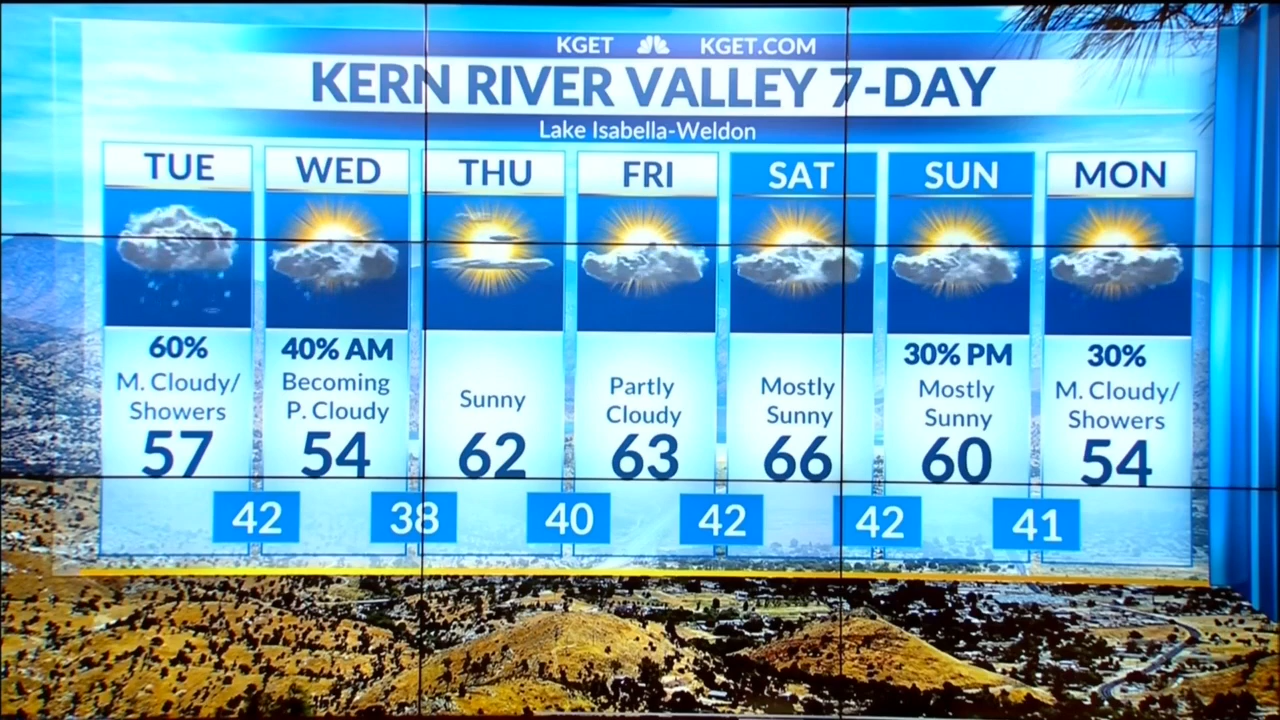 KGET KGET.COM
KERN RIVER VALLEY 7-DAY
Lake Isabella-Weldon
TUE
60%
M. Cloudy/
Showers
57
WED
40% AM
Becoming
P. Cloudy
54
THU
Sunny
62
FRI
Partly
Cloudy
63
SAT
Mostly
Sunny
66
SUN
30% PM
Mostly
Sunny
60
MON
30%
M. Cloudy/
Showers
54
42
38
40
42
42
41